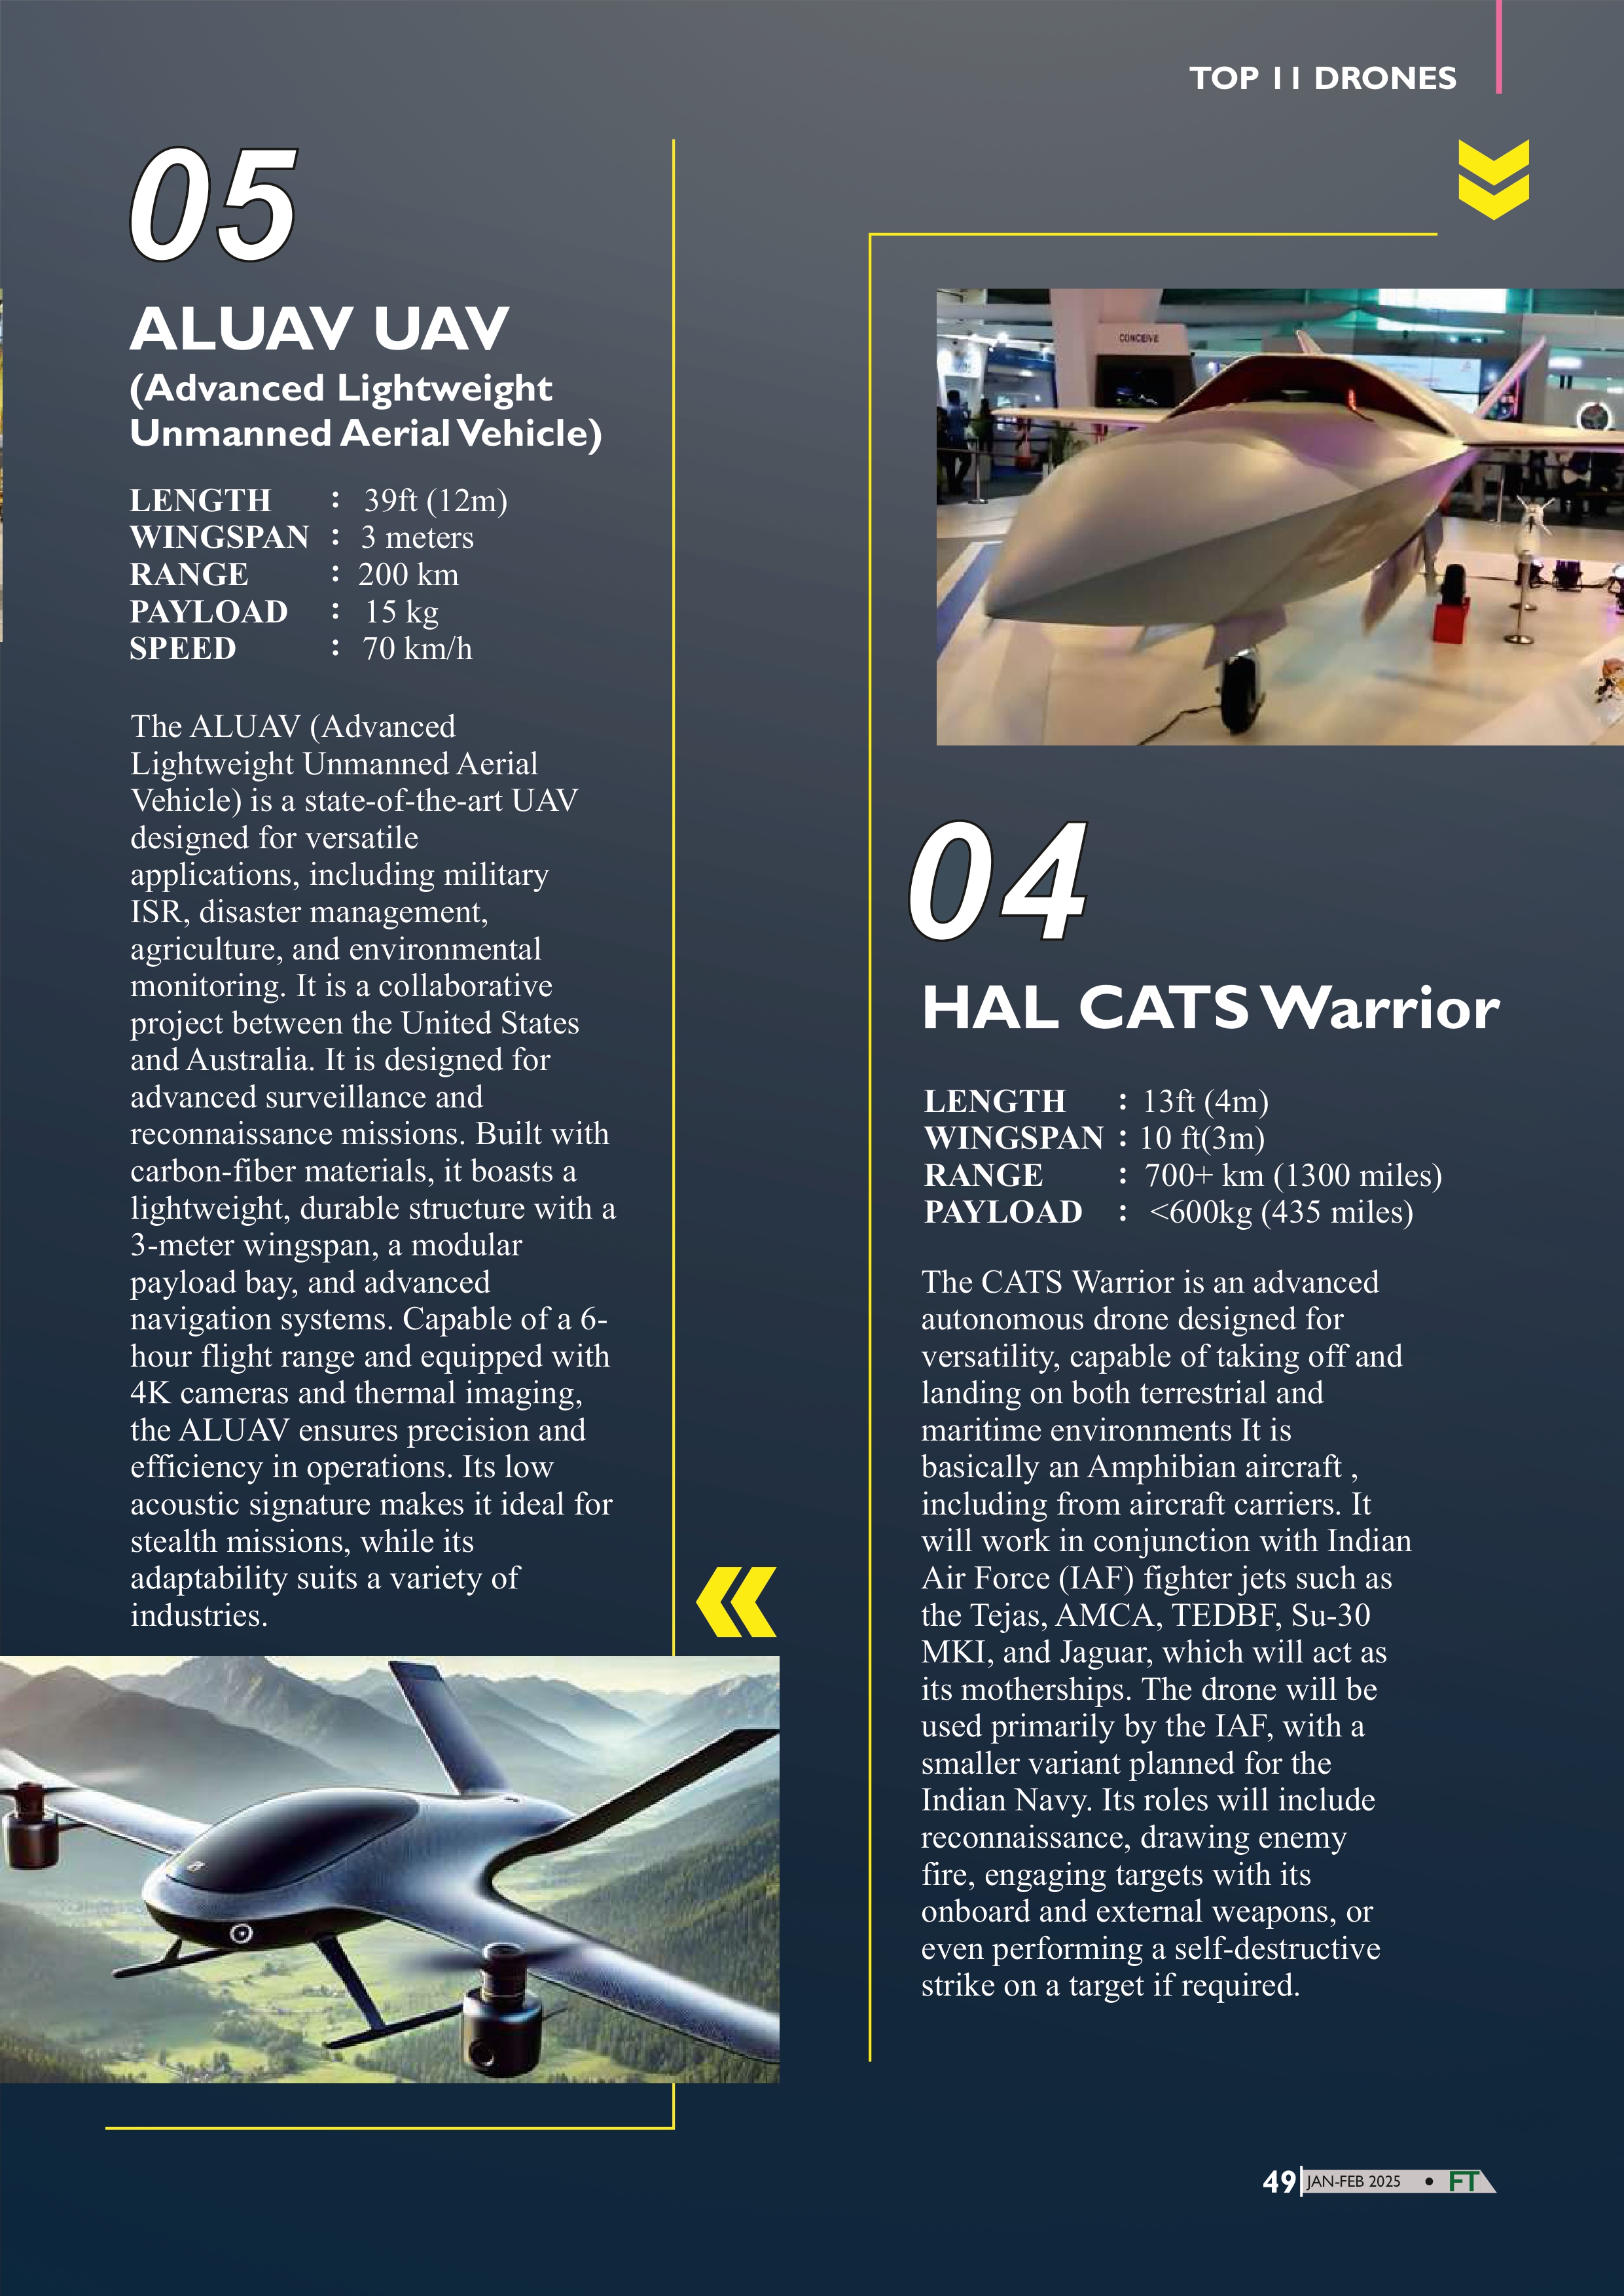 TOP 11 DRONES
05
ALUAV UAV
(Advanced Lightweight
Unmanned Aerial Vehicle)
LENGTH : 39ft (12m)
WINGSPAN : 3 meters
RANGE : 200 km
PAYLOAD : 15 kg
SPEED : 70 km/h
The ALUAV (Advanced
Lightweight Unmanned Aerial
Vehicle) is a state-of-the-art UAV
designed for versatile
applications, including military
ISR, disaster management,
agriculture, and environmental
monitoring. It is a collaborative
project between the United States
and Australia. It is designed for
advanced surveillance and
reconnaissance missions. Built with
carbon-fiber materials, it boasts a
lightweight, durable structure with a
3-meter wingspan, a modular
payload bay, and advanced
navigation systems. Capable of a 6-
hour flight range and equipped with
4K cameras and thermal imaging,
the ALUAV ensures precision and
efficiency in operations. Its low
acoustic signature makes it ideal for
stealth missions, while its
adaptability suits a variety of
industries.
CONCEIVE
04
HAL CATS Warrior
LENGTH : 13ft (4m)
WINGSPAN : 10 ft(3m)
RANGE : 700+ km (1300 miles)
PAYLOAD : <600kg (435 miles)
The CATS Warrior is an advanced
autonomous drone designed for
versatility, capable of taking off and
landing on both terrestrial and
maritime environments It is
basically an Amphibian aircraft ,
including from aircraft carriers. It
will work in conjunction with Indian
Air Force (IAF) fighter jets such as
the Tejas, AMCA, TEDBF, Su-30
MKI, and Jaguar, which will act as
its motherships. The drone will be
used primarily by the IAF, with a
smaller variant planned for the
Indian Navy. Its roles will include
reconnaissance, drawing enemy
fire, engaging targets with its
onboard and external weapons, or
even performing a self-destructive
strike on a target if required.
49 JAN-FEB 2025 • FT